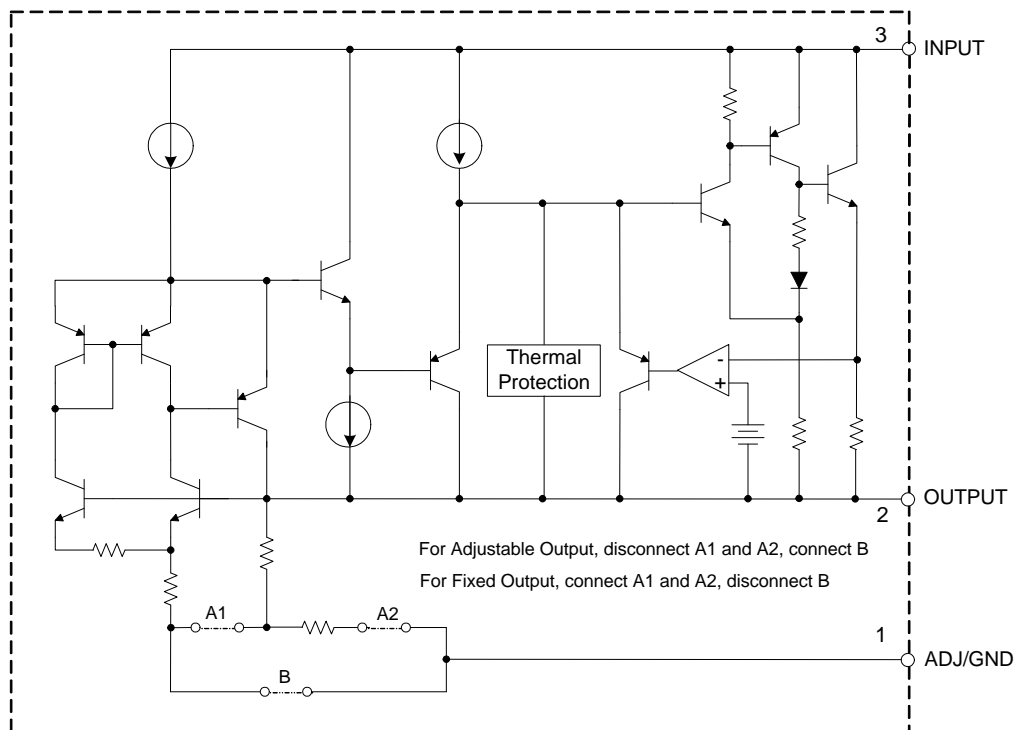 3
INPUT
Thermal
Protection
-
+
OUTPUT
2
For Adjustable Output, disconnect A1 and A2, connect B
For Fixed Output, connect A1 and A2, disconnect B
A1
A2
1
ADJ/GND
B